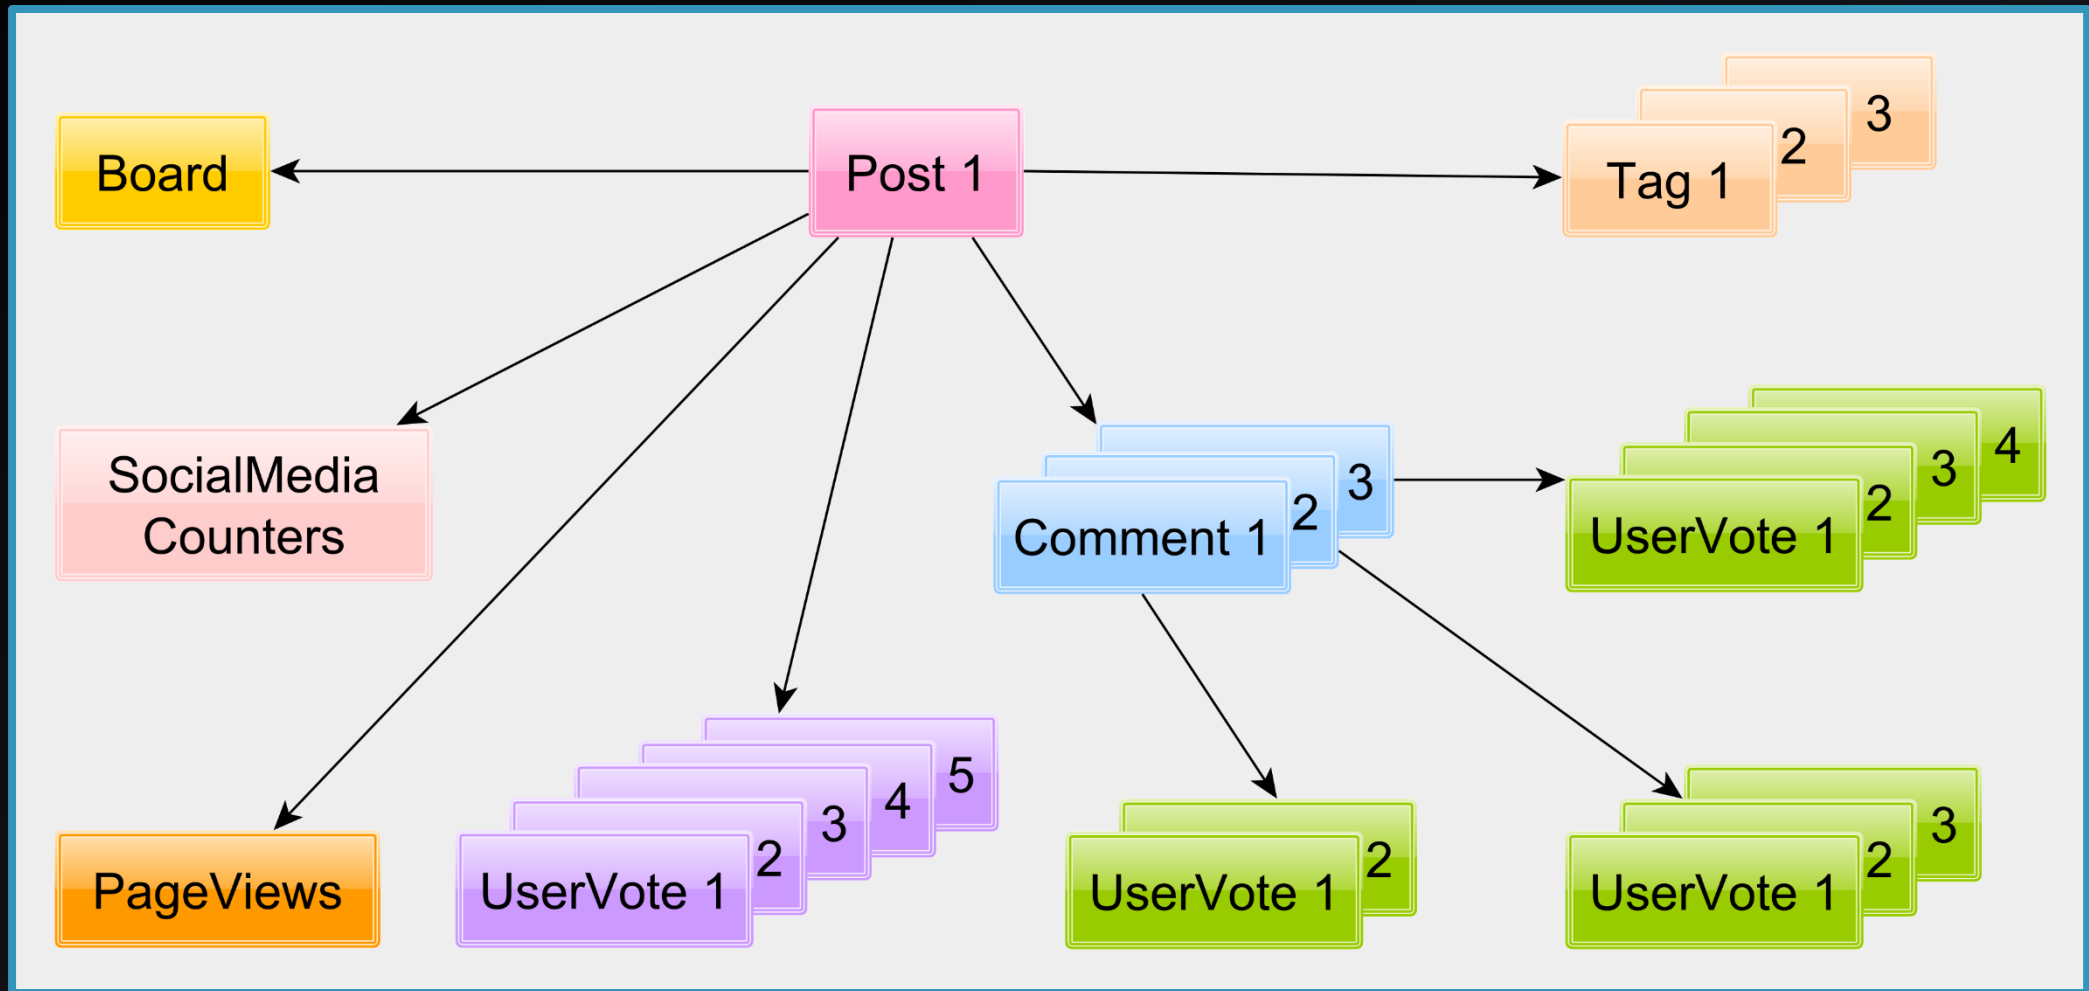 Board
Post 1
Tag 1
2
3
SocialMedia
Counters
Comment 1
2
3
UserVote 1
2
3
4
PageViews
UserVote 1
2
3
4
5
UserVote 1
2
UserVote 1
2
3